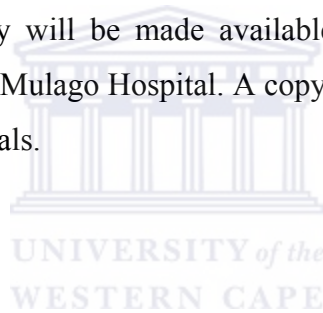 y will be made available
Mulago Hospital. A copy
als.
UNIVERSITY of the
WESTERN CAPE